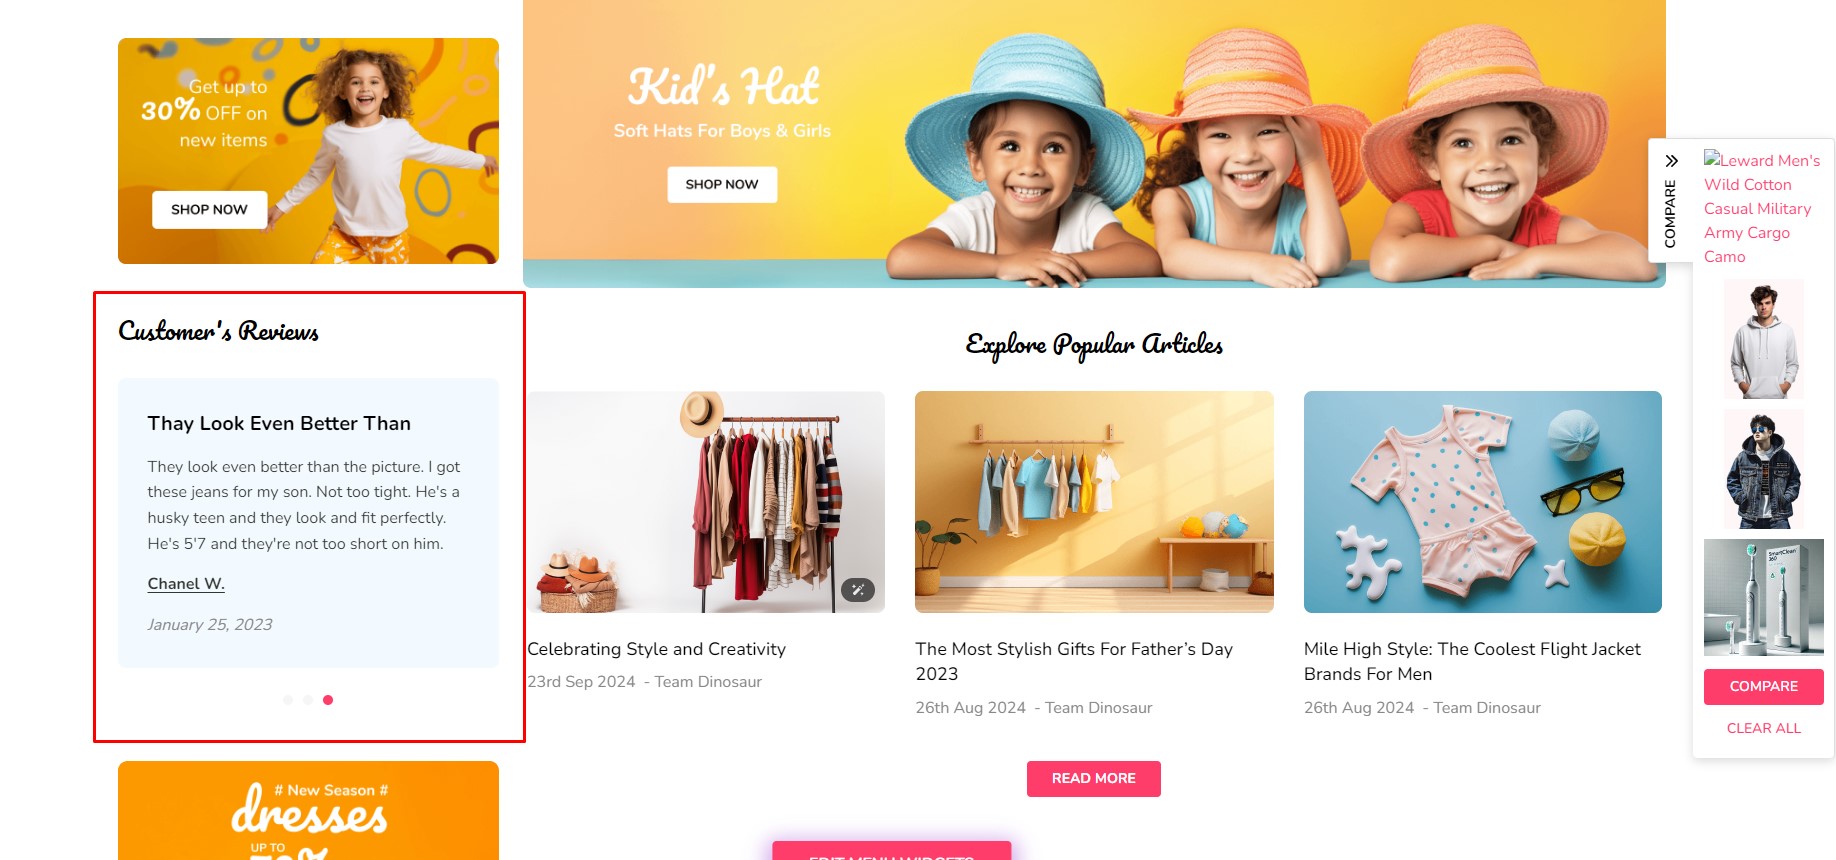 Get up to
30% OFF on
new items
SHOP NOW
Kid's Hat
Soft Hats For Boys & Girls
SHOP NOW
Customer's Reviews
Thay Look Even Better Than
They look even better than the picture. I got
these jeans for my son. Not too tight. He's a
husky teen and they look and fit perfectly.
He's 5'7 and they're not too short on him.
Chanel W.
January 25, 2023
# New Season #
dresses
UP TO
Explore Popular Articles
Celebrating Style and Creativity
23rd Sep 2024 - Team Dinosaur
The Most Stylish Gifts For Father’s Day
2023
26th Aug 2024 - Team Dinosaur
Mile High Style: The Coolest Flight Jacket
Brands For Men
26th Aug 2024 - Team Dinosaur
READ MORE
EDIT MENU WIDGETS
COMPARE
Leward Men's
Wild Cotton
Casual Military
Army Cargo
Camo
SmartClean
360
COMPARE
CLEAR ALL